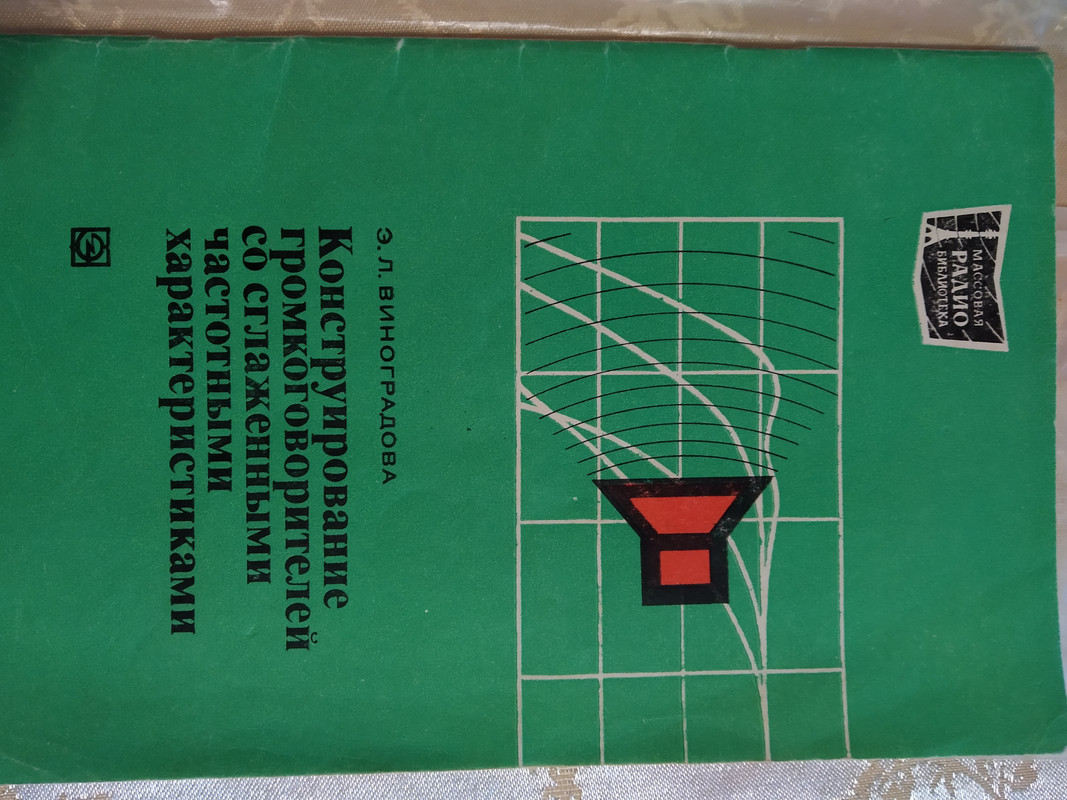 МАССОВАЯ
РАДИО
БИБЛИОТЕКА
Э. Л. ВИНОГРАДОВА
Конструирование
громкоговорителей
со сглаженными
частотными
характеристиками